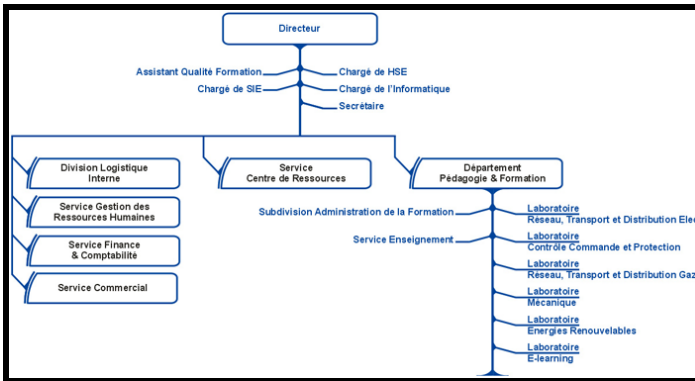 Directeur
Assistant Qualité Formation
Chargé de HSE
Chargé de SIE
Chargé de l'Informatique
Secrétaire
Division Logistique
Interne
Service
Centre de Ressources
Département
Pédagogie & Formation
Service Gestion des
Ressources Humaines
Service Finance
& Comptabilité
Service Commercial
Subdivision Administration de la Formation
Service Enseignement
Laboratoire
Réseau, Transport et Distribution Elec
Laboratoire
Contrôle Commande et Protection
Laboratoire
Réseau, Transport et Distribution Gaz
Laboratoire
Mécanique
Laboratoire
Energies Renouvelables
Laboratoire
E-learning